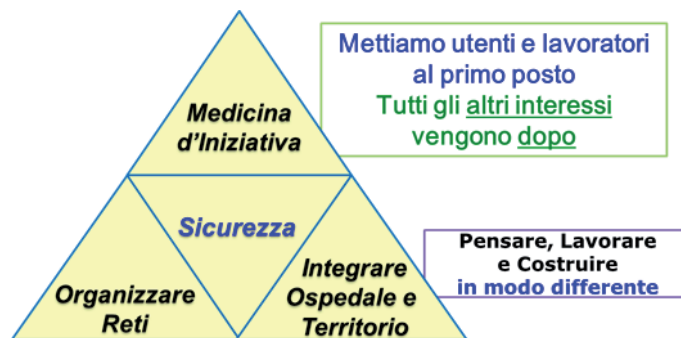 Mettiamo utenti e lavoratori
al primo posto
Tutti gli altri interessi
vengono dopo
Medicina
d'Iniziativa
Sicurezza
Organizzare
Reti
Integrare
Ospedale e
Territorio
Pensare, Lavorare
e Costruire
in modo differente